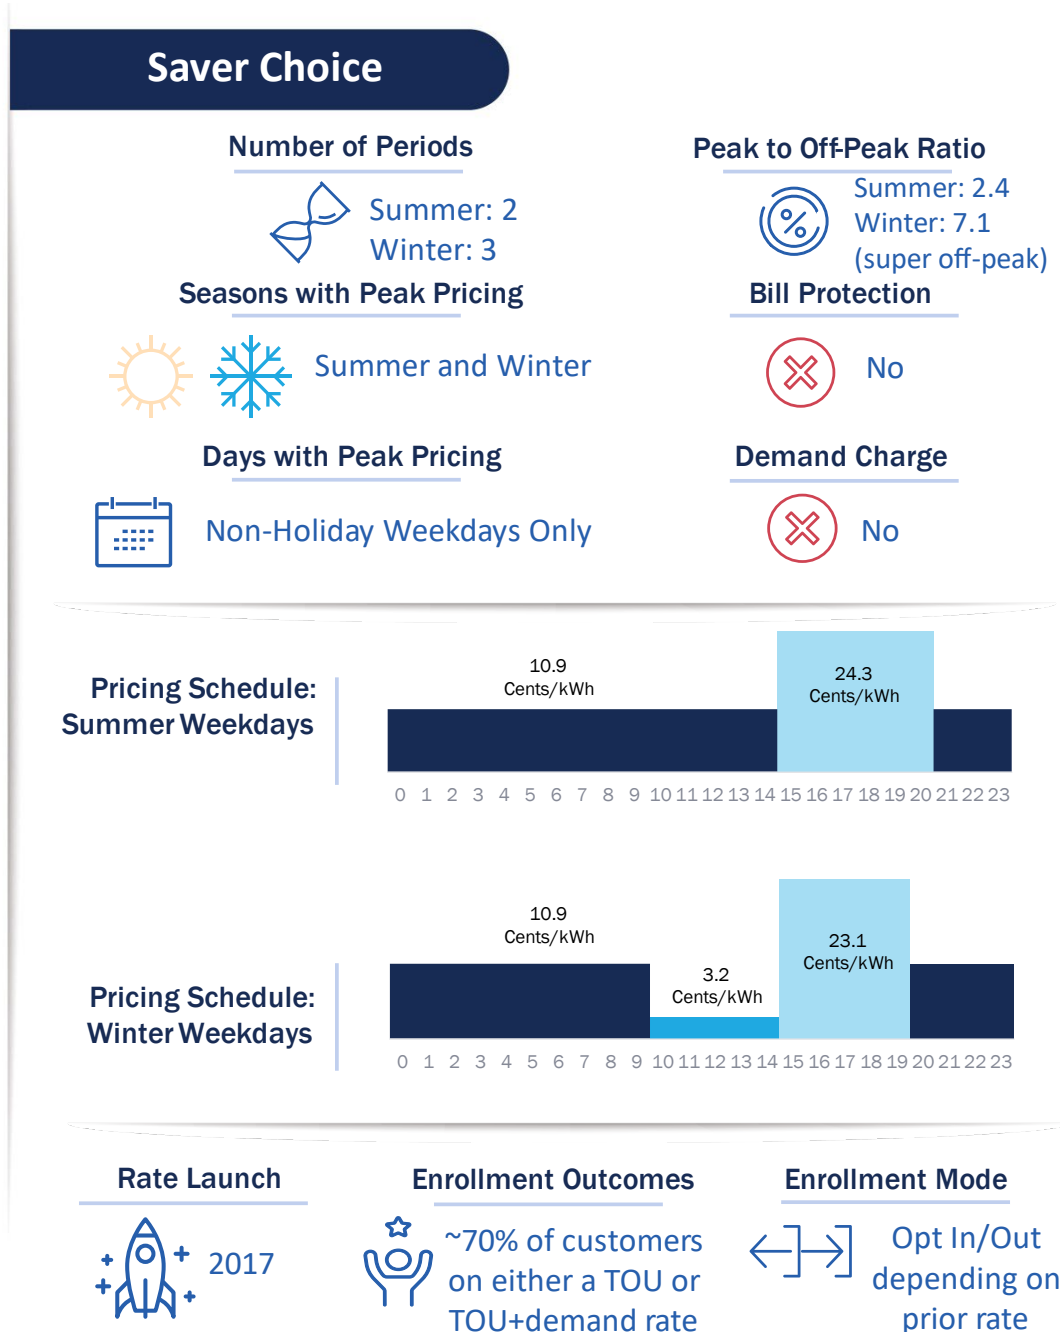 Saver Choice
Number of Periods
Summer: 2
Winter: 3
Peak to Off-Peak Ratio
Summer: 2.4
Winter: 7.1
(super off-peak)
Seasons with Peak Pricing
Summer and Winter
Bill Protection
No
Days with Peak Pricing
Non-Holiday Weekdays Only
Demand Charge
No
Pricing Schedule:
Summer Weekdays
10.9
Cents/kWh
24.3
Cents/kWh
0 1 2 3 4 5 6 7 8 9 10 11 12 13 14 15 16 17 18 19 20 21 22 23
Pricing Schedule:
Winter Weekdays
10.9
Cents/kWh
3.2
Cents/kWh
23.1
Cents/kWh
0 1 2 3 4 5 6 7 8 9 10 11 12 13 14 15 16 17 18 19 20 21 22 23
Rate Launch
2017
Enrollment Outcomes
~70% of customers
on either a TOU or
TOU+demand rate
Enrollment Mode
Opt In/Out
depending on
prior rate